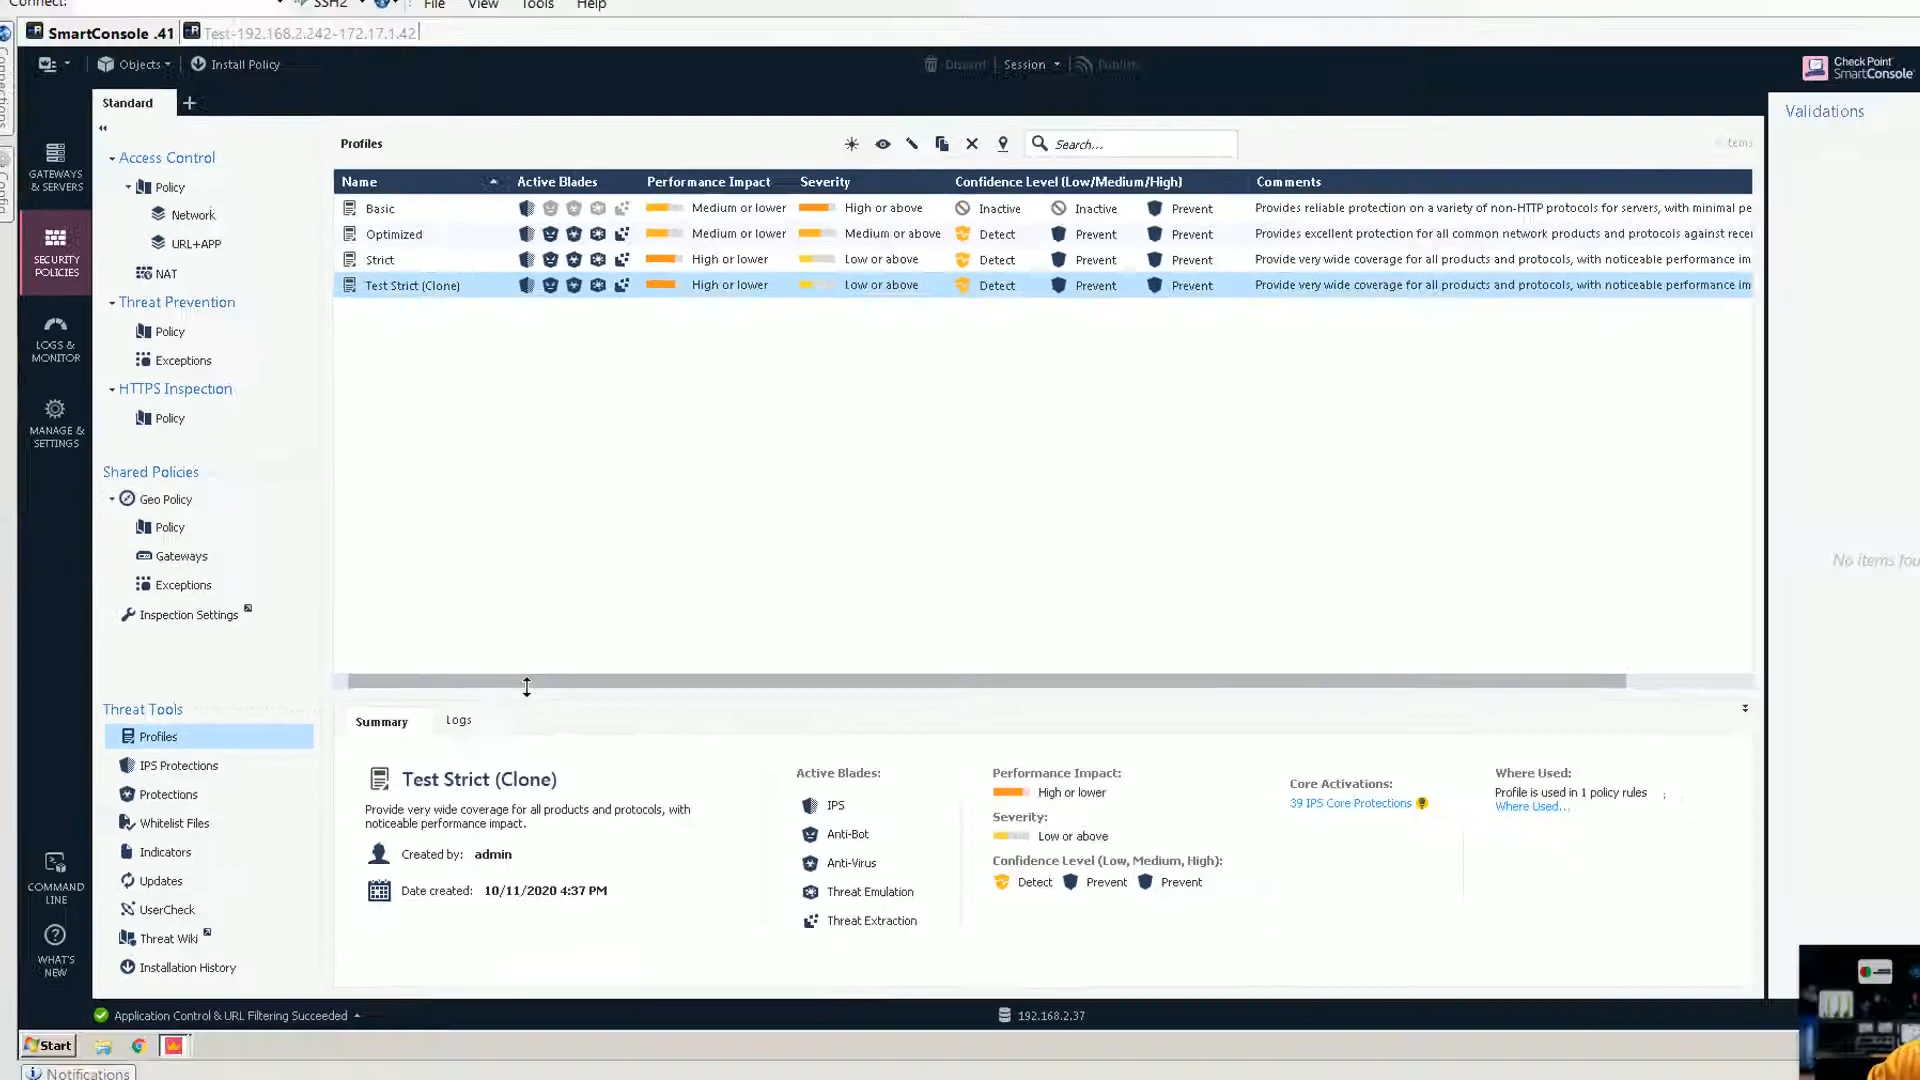 Connect:
SSH2
File
View
Tools
Help
SmartConsole .41
Test-192.168.2.242-172.17.1.42
Objects
Install Policy
Discard
Session
Publish
Check Point
SmartConsole
Standard
Validations
Access Control
Policy
Network
URL+APP
NAT
Threat Prevention
Policy
Exceptions
HTTPS Inspection
Policy
Shared Policies
Geo Policy
Policy
Gateways
Exceptions
Inspection Settings
Threat Tools
Profiles
IPS Protections
Protections
Whitelist Files
Indicators
Updates
UserCheck
Threat Wiki
Installation History
GATEWAYS
& SERVERS
SECURITY
POLICIES
LOGS &
MONITOR
MANAGE &
SETTINGS
COMMAND
LINE
WHAT'S
NEW
Profiles
Search...
items
Name Active Blades Performance Impact Severity Confidence Level (Low/Medium/High) Comments
Basic Medium or lower High or above Inactive Inactive Prevent Provides reliable protection on a variety of non-HTTP protocols for servers, with minimal pe
Optimized Medium or lower Medium or above Detect Prevent Prevent Provides excellent protection for all common network products and protocols against recen
Strict High or lower Low or above Detect Prevent Prevent Provide very wide coverage for all products and protocols, with noticeable performance im
Test Strict (Clone) High or lower Low or above Detect Prevent Prevent Provide very wide coverage for all products and protocols, with noticeable performance im
No items fou
Summary
Logs
Test Strict (Clone)
Provide very wide coverage for all products and protocols, with
noticeable performance impact.
Created by: admin
Date created: 10/11/2020 4:37 PM
Active Blades:
IPS
Anti-Bot
Anti-Virus
Threat Emulation
Threat Extraction
Performance Impact:
High or lower
Severity:
Low or above
Confidence Level (Low, Medium, High):
Detect Prevent Prevent
Core Activations:
39 IPS Core Protections
Where Used:
Profile is used in 1 policy rules
Where Used...
Application Control & URL Filtering Succeeded
192.168.2.37
Start
Notifications